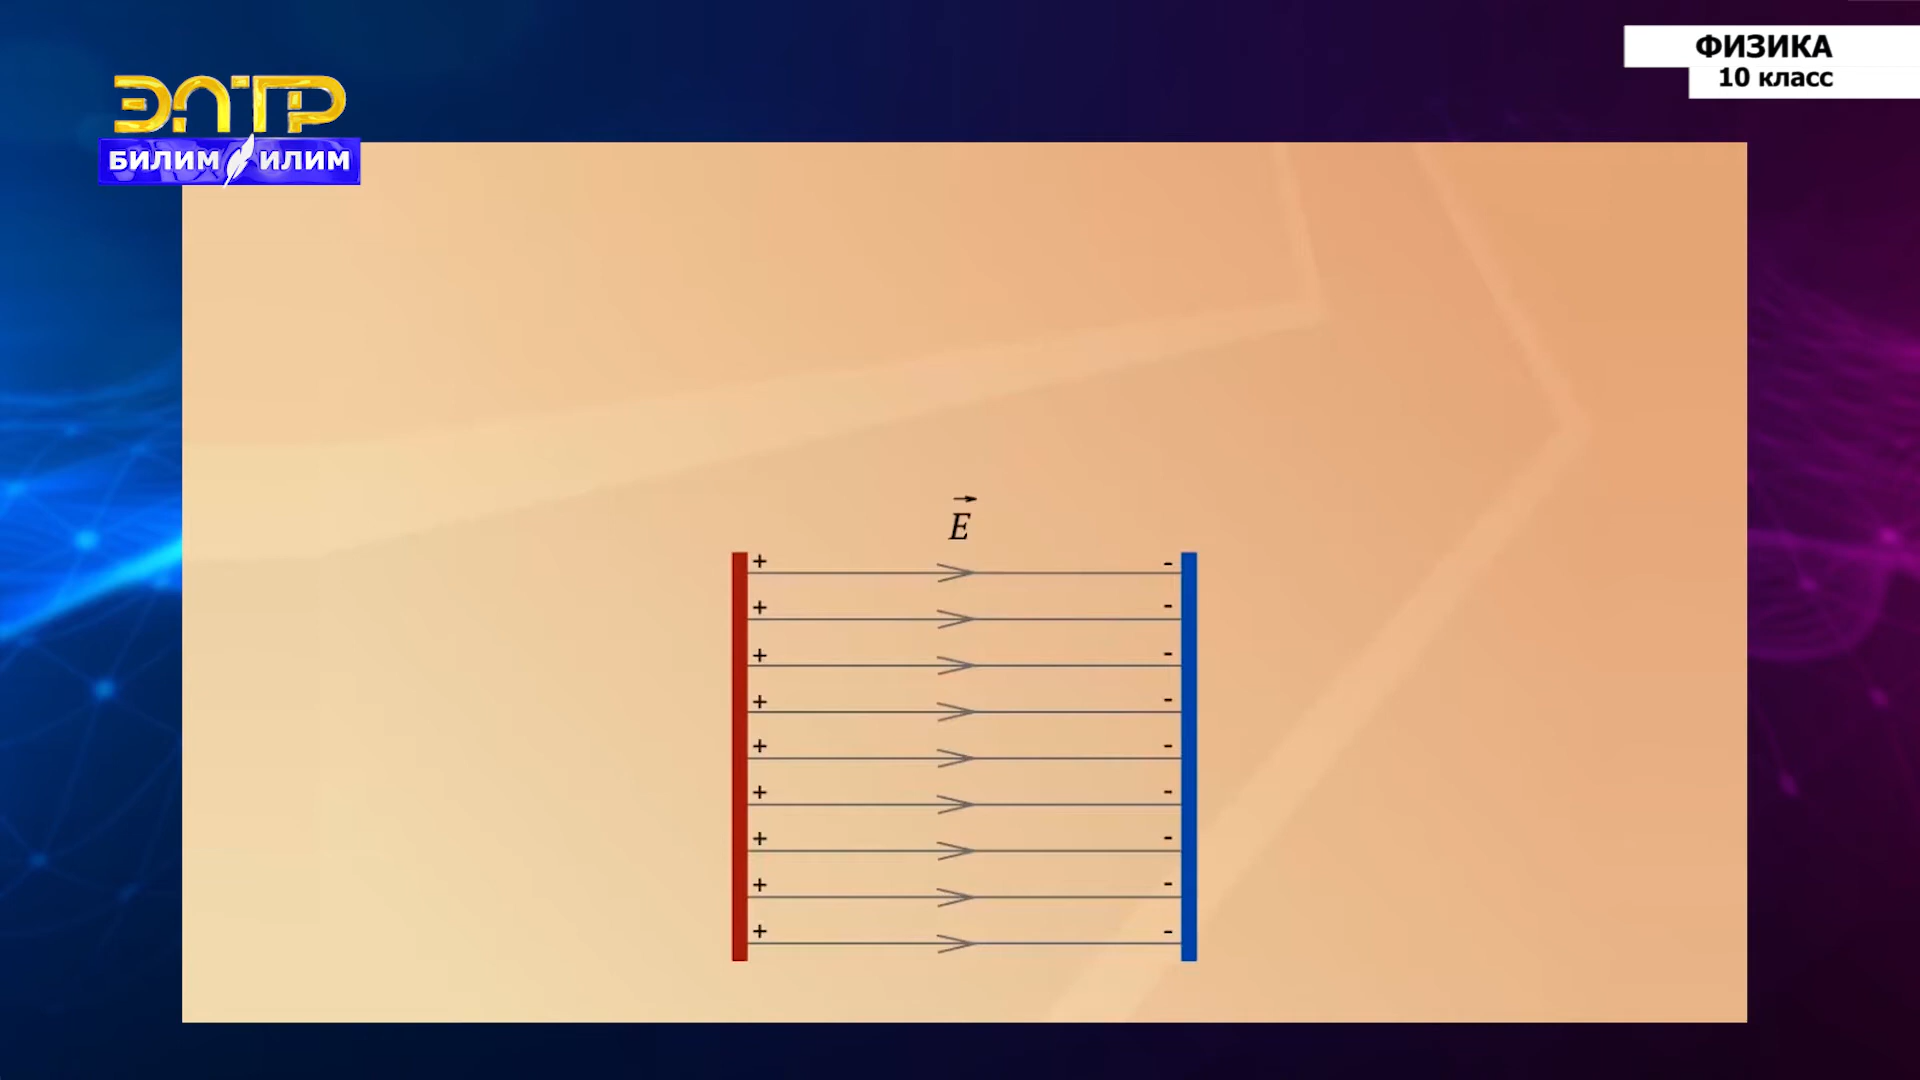 ФИЗИКА
10 класс
ЭЛТР
БИЛИМ ИЛИМ
E
+ -
+ -
+ -
+ -
+ -
+ -
+ -
+ -
+ -